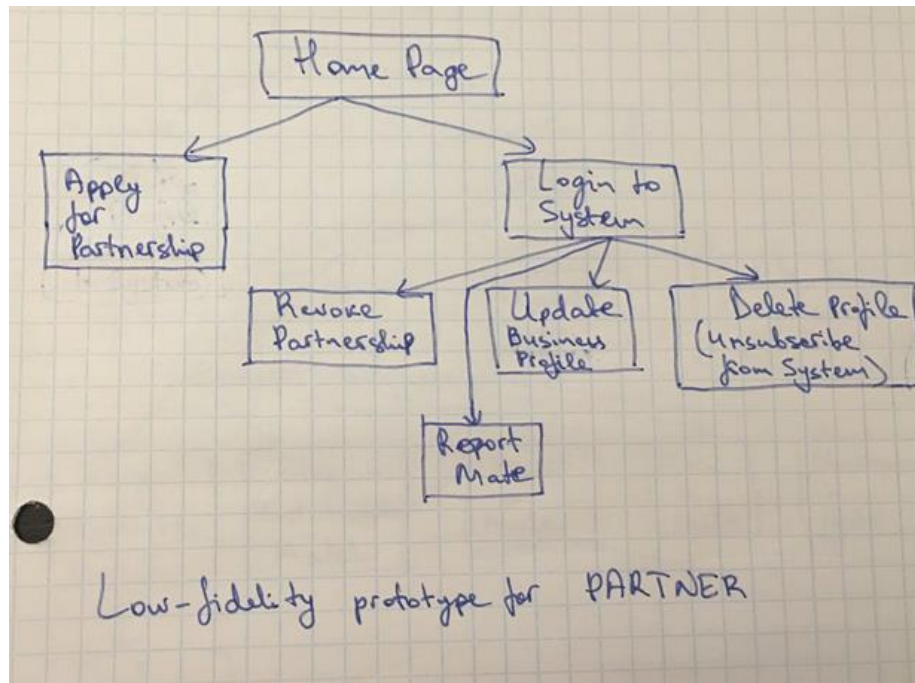 Home Page
Apply
for
Partnership
Login to
System
Revoke
Partnership
Update
Business
Profile
Delete Profile
(Unsubscribe
from System)
Report
Mate
Low-fidelity prototype for PARTNER